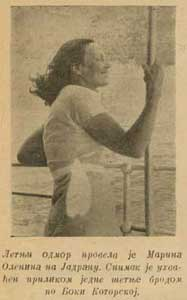 Летњи одмор провела је Марина
Оленина на Јадрану. Снимак је ухва-
ћен приликом једне шетње бродом
по Боки Которској.